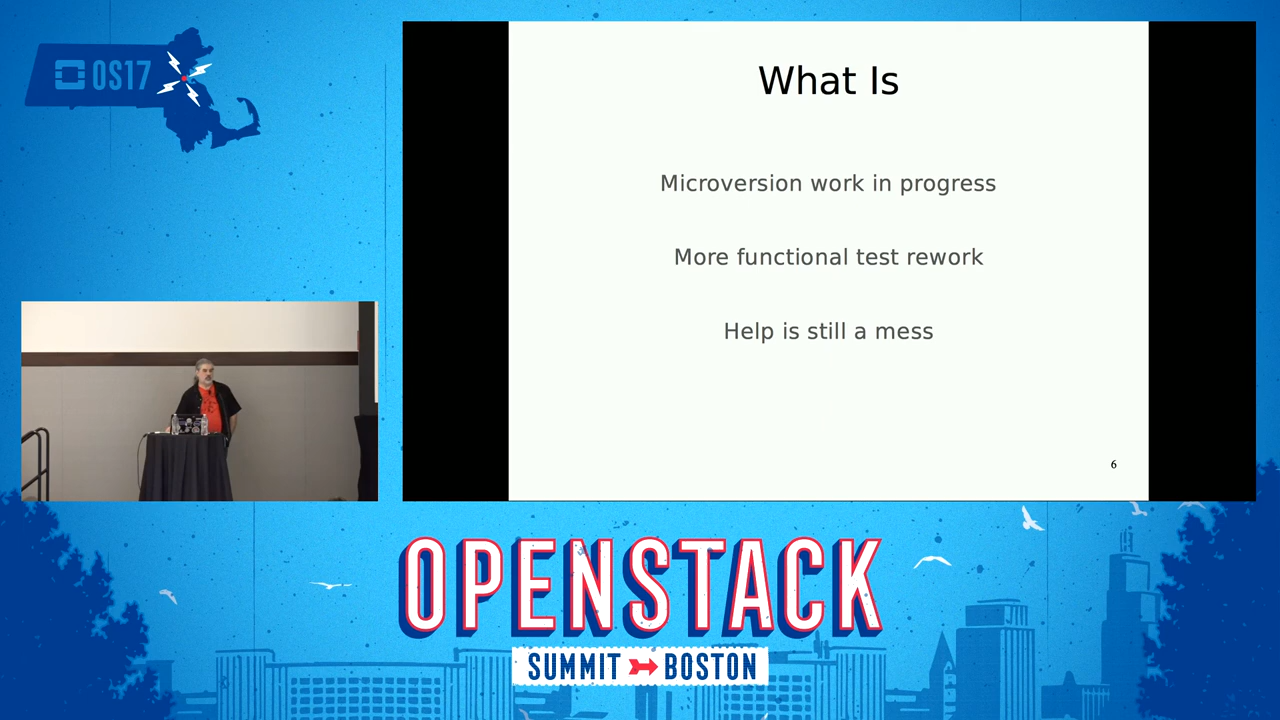 OS17
What Is
Microversion work in progress
More functional test rework
Help is still a mess
6
OPENSTACK
SUMMIT BOSTON